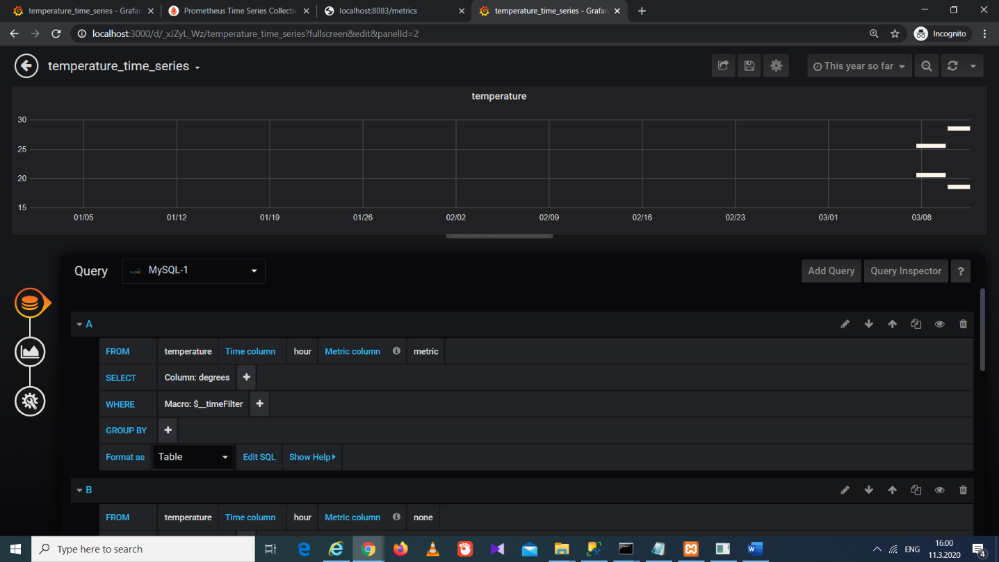 temperature_time_series - Grafan
Prometheus Time Series Collectio
localhost:8083/metrics
temperature_time_series - Grafan
localhost:3000/d/_xJZyL_Wz/temperature_time_series?fullscreen&edit&panelId=2
Incognito
temperature_time_series
This year so far
temperature
30
25
20
15
01/05 01/12 01/19 01/26 02/02 02/09 02/16 02/23 03/01 03/08
Query MySQL-1 Add Query Query Inspector ?
A
FROM temperature Time column hour Metric column metric
SELECT Column: degrees +
WHERE Macro: $__timeFilter +
GROUP BY +
Format as Table Edit SQL Show Help
B
FROM temperature Time column hour Metric column none
Type here to search
ENG
16:00
11.3.2020
4